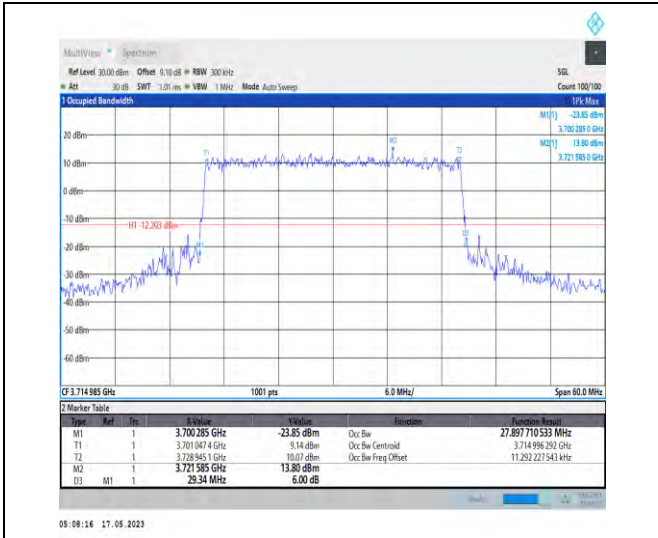 MultiView Spectrum
Ref Level 30.00 dBm Offset 9.10 dB RBW 300 kHz SGL
Att 30 dB SWT 1.01 ms VBW 1 MHz Mode Auto Sweep Count 100/100
1 Occupied Bandwidth 1Pk Max
M1[1] -23.85 dBm
3.700 285 0 GHz
M2[1] 13.80 dBm
3.721 585 0 GHz
20 dBm
M2
T1
T2
10 dBm
0 dBm
-10 dBm
H1 -12.203 dBm
D3
M1
-20 dBm
-30 dBm
-40 dBm
-50 dBm
-60 dBm
CF 3.714 985 GHz 1001 pts 6.0 MHz/ Span 60.0 MHz
2 Marker Table
Type Ref Trc X-Value Y-Value Function Function Result
M1 1 3.700 285 GHz -23.85 dBm Occ Bw 27.897 710 533 MHz
T1 1 3.701 047 4 GHz 9.14 dBm Occ Bw Centroid 3.714 996 292 GHz
T2 1 3.728 945 1 GHz 10.07 dBm Occ Bw Freq Offset 11.292 227 543 kHz
M2 1 3.721 585 GHz 13.80 dBm
D3 M1 1 29.34 MHz 6.00 dB
05:08:16 17.05.2023